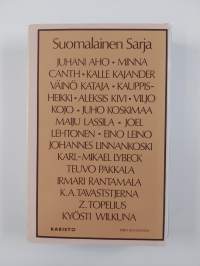 Suomalainen Sarja
JUHANI AHO • MINNA
CANTH • KALLE KAJANDER
VÄINÖ KATAJA • KAUPPIS-
HEIKKI • ALEKSIS KIVI • VILJO
KOJO • JUHO KOSKIMAA
MAIJU LASSILA • JOEL
LEHTONEN • EINO LEINO
JOHANNES LINNANKOSKI
KARL-MIKAEL LYBECK
TEUVO PAKKALA
IRMARI RANTAMALA
K.A.TAVASTSTJERNA
Z.TOPELIUS
KYÖSTI WILKUNA
KARISTO